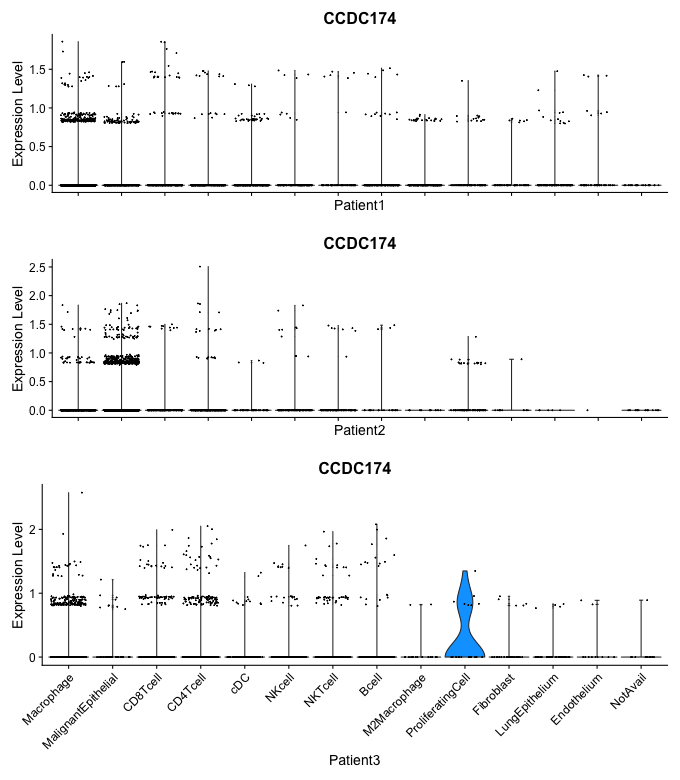 CCDC174
Expression Level
1.5
1.0
0.5
0.0
Patient1
CCDC174
Expression Level
2.5
2.0
1.5
1.0
0.5
0.0
Patient2
CCDC174
Expression Level
2
1
0
Macrophage
MalignantEpithelial
CD8Tcell
CD4Tcell
cDC
NKcell
NKTcell
Bcell
M2Macrophage
ProliferatingCell
Fibroblast
LungEpithelium
Endothelium
NotAvail
Patient3